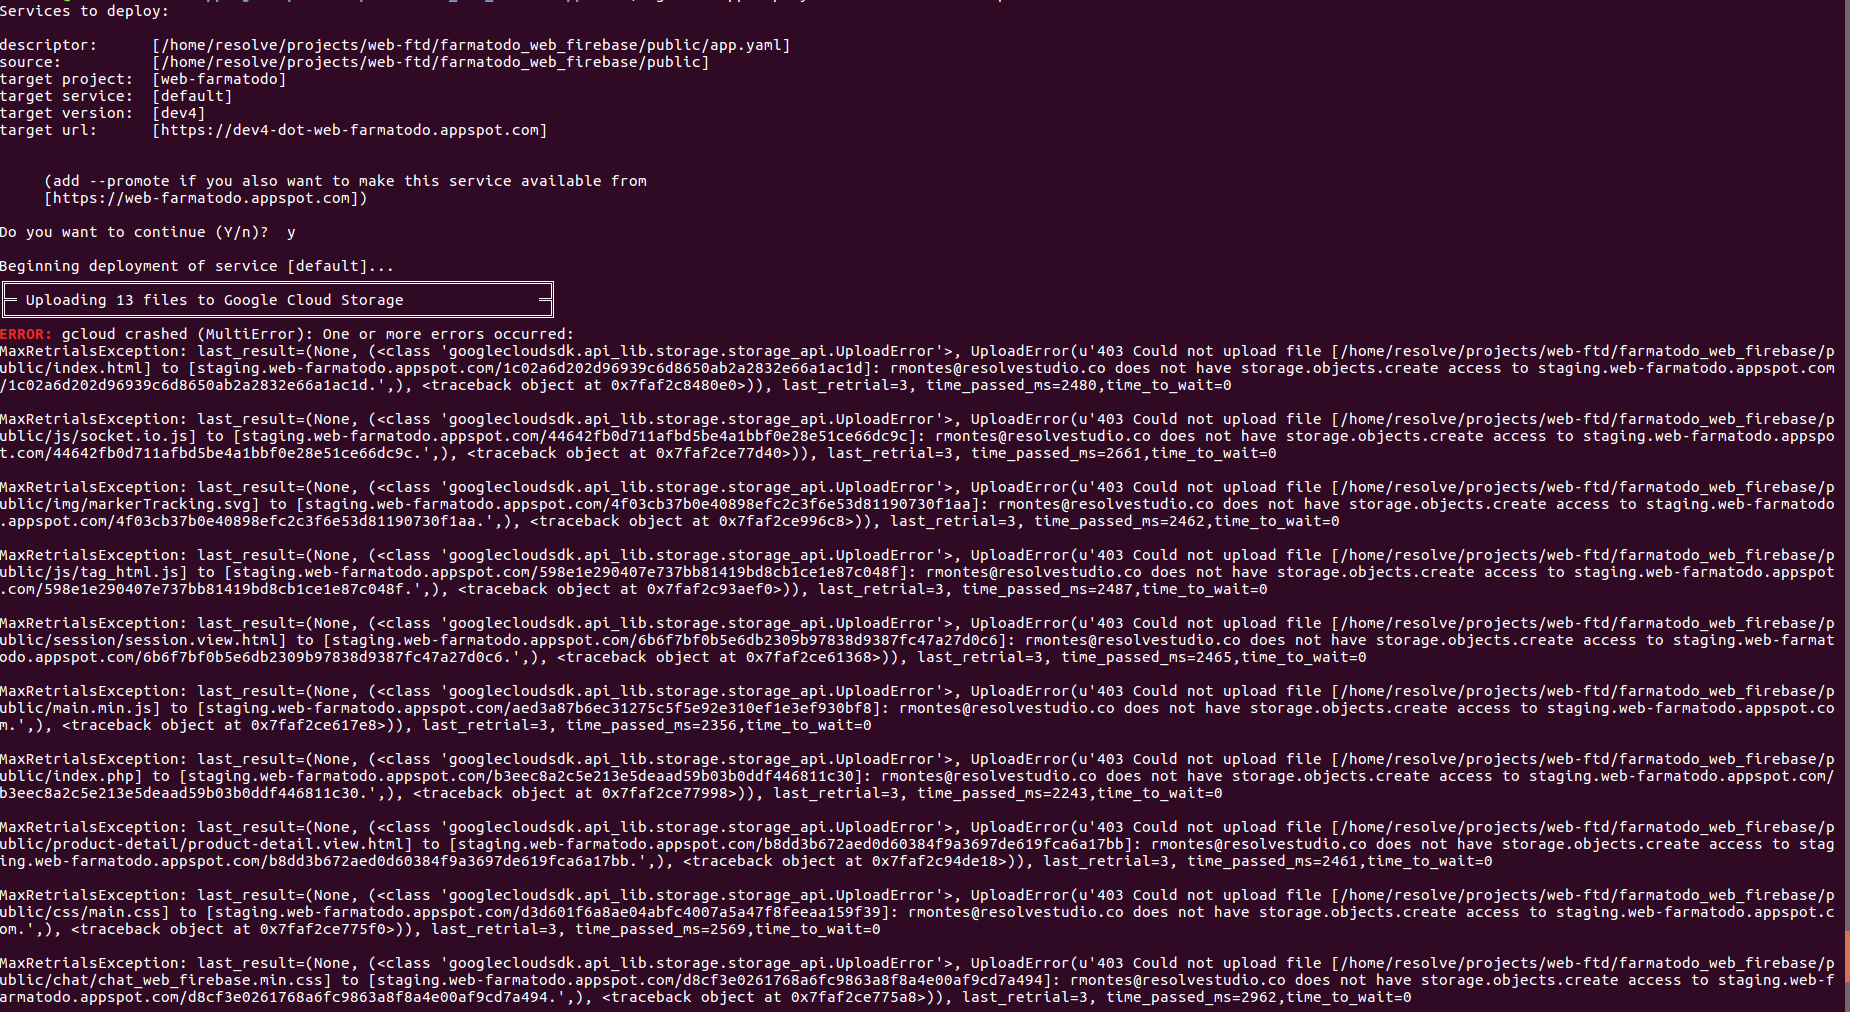 Services to deploy:
descriptor:      [/home/resolve/projects/web-ftd/farmatodo_web_firebase/public/app.yaml]
source:          [/home/resolve/projects/web-ftd/farmatodo_web_firebase/public]
target project:  [web-farmatodo]
target service:  [default]
target version:  [dev4]
target url:      [https://dev4-dot-web-farmatodo.appspot.com]
(add --promote if you also want to make this service available from
[https://web-farmatodo.appspot.com])
Do you want to continue (Y/n)?  y
Beginning deployment of service [default]...
Uploading 13 files to Google Cloud Storage
ERROR: gcloud crashed (MultiError): One or more errors occurred:
MaxRetrialsException: last_result=(None, (<class 'googlecloudsdk.api_lib.storage.storage_api.UploadError'>, UploadError(u'403 Could not upload file [/home/resolve/projects/web-ftd/farmatodo_web_firebase/p
ublic/index.html] to [staging.web-farmatodo.appspot.com/1c02a6d202d96939c6d8650ab2a2832e66a1ac1d]: rmontes@resolvestudio.co does not have storage.objects.create access to staging.web-farmatodo.appspot.com
/1c02a6d202d96939c6d8650ab2a2832e66a1ac1d.',), <traceback object at 0x7faf2c8480e0>)), last_retrial=3, time_passed_ms=2480,time_to_wait=0
MaxRetrialsException: last_result=(None, (<class 'googlecloudsdk.api_lib.storage.storage_api.UploadError'>, UploadError(u'403 Could not upload file [/home/resolve/projects/web-ftd/farmatodo_web_firebase/p
ublic/js/socket.io.js] to [staging.web-farmatodo.appspot.com/44642fb0d711afbd5be4a1bbf0e28e51ce66dc9c]: rmontes@resolvestudio.co does not have storage.objects.create access to staging.web-farmatodo.appspo
t.com/44642fb0d711afbd5be4a1bbf0e28e51ce66dc9c.',), <traceback object at 0x7faf2ce77d40>)), last_retrial=3, time_passed_ms=2661,time_to_wait=0
MaxRetrialsException: last_result=(None, (<class 'googlecloudsdk.api_lib.storage.storage_api.UploadError'>, UploadError(u'403 Could not upload file [/home/resolve/projects/web-ftd/farmatodo_web_firebase/p
ublic/img/markerTracking.svg] to [staging.web-farmatodo.appspot.com/4f03cb37b0e40898efc2c3f6e53d81190730f1aa]: rmontes@resolvestudio.co does not have storage.objects.create access to staging.web-farmatodo
.appspot.com/4f03cb37b0e40898efc2c3f6e53d81190730f1aa.',), <traceback object at 0x7faf2ce996c8>)), last_retrial=3, time_passed_ms=2462,time_to_wait=0
MaxRetrialsException: last_result=(None, (<class 'googlecloudsdk.api_lib.storage.storage_api.UploadError'>, UploadError(u'403 Could not upload file [/home/resolve/projects/web-ftd/farmatodo_web_firebase/p
ublic/js/tag_html.js] to [staging.web-farmatodo.appspot.com/598e1e290407e737bb81419bd8cb1ce1e87c048f]: rmontes@resolvestudio.co does not have storage.objects.create access to staging.web-farmatodo.appspot
.com/598e1e290407e737bb81419bd8cb1ce1e87c048f.',), <traceback object at 0x7faf2c93aef0>)), last_retrial=3, time_passed_ms=2487,time_to_wait=0
MaxRetrialsException: last_result=(None, (<class 'googlecloudsdk.api_lib.storage.storage_api.UploadError'>, UploadError(u'403 Could not upload file [/home/resolve/projects/web-ftd/farmatodo_web_firebase/p
ublic/session/session.view.html] to [staging.web-farmatodo.appspot.com/6b6f7bf0b5e6db2309b97838d9387fc47a27d0c6]: rmontes@resolvestudio.co does not have storage.objects.create access to staging.web-farmat
odo.appspot.com/6b6f7bf0b5e6db2309b97838d9387fc47a27d0c6.',), <traceback object at 0x7faf2ce61368>)), last_retrial=3, time_passed_ms=2465,time_to_wait=0
MaxRetrialsException: last_result=(None, (<class 'googlecloudsdk.api_lib.storage.storage_api.UploadError'>, UploadError(u'403 Could not upload file [/home/resolve/projects/web-ftd/farmatodo_web_firebase/p
ublic/main.min.js] to [staging.web-farmatodo.appspot.com/aed3a87b6ec31275c5f5e92e310ef1e3ef930bf8]: rmontes@resolvestudio.co does not have storage.objects.create access to staging.web-farmatodo.appspot.co
m.',), <traceback object at 0x7faf2ce617e8>)), last_retrial=3, time_passed_ms=2356,time_to_wait=0
MaxRetrialsException: last_result=(None, (<class 'googlecloudsdk.api_lib.storage.storage_api.UploadError'>, UploadError(u'403 Could not upload file [/home/resolve/projects/web-ftd/farmatodo_web_firebase/p
ublic/index.php] to [staging.web-farmatodo.appspot.com/b3eec8a2c5e213e5deaad59b03b0ddf446811c30]: rmontes@resolvestudio.co does not have storage.objects.create access to staging.web-farmatodo.appspot.com/
b3eec8a2c5e213e5deaad59b03b0ddf446811c30.',), <traceback object at 0x7faf2ce77998>)), last_retrial=3, time_passed_ms=2243,time_to_wait=0
MaxRetrialsException: last_result=(None, (<class 'googlecloudsdk.api_lib.storage.storage_api.UploadError'>, UploadError(u'403 Could not upload file [/home/resolve/projects/web-ftd/farmatodo_web_firebase/p
ublic/product-detail/product-detail.view.html] to [staging.web-farmatodo.appspot.com/b8dd3b672aed0d60384f9a3697de619fca6a17bb]: rmontes@resolvestudio.co does not have storage.objects.create access to stag
ing.web-farmatodo.appspot.com/b8dd3b672aed0d60384f9a3697de619fca6a17bb.',), <traceback object at 0x7faf2c94de18>)), last_retrial=3, time_passed_ms=2461,time_to_wait=0
MaxRetrialsException: last_result=(None, (<class 'googlecloudsdk.api_lib.storage.storage_api.UploadError'>, UploadError(u'403 Could not upload file [/home/resolve/projects/web-ftd/farmatodo_web_firebase/p
ublic/css/main.css] to [staging.web-farmatodo.appspot.com/d3d601f6a8ae04abfc4007a5a47f8feeaa159f39]: rmontes@resolvestudio.co does not have storage.objects.create access to staging.web-farmatodo.appspot.c
om.',), <traceback object at 0x7faf2ce775f0>)), last_retrial=3, time_passed_ms=2569,time_to_wait=0
MaxRetrialsException: last_result=(None, (<class 'googlecloudsdk.api_lib.storage.storage_api.UploadError'>, UploadError(u'403 Could not upload file [/home/resolve/projects/web-ftd/farmatodo_web_firebase/p
ublic/chat/chat_web_firebase.min.css] to [staging.web-farmatodo.appspot.com/d8cf3e0261768a6fc9863a8f8a4e00af9cd7a494]: rmontes@resolvestudio.co does not have storage.objects.create access to staging.web-f
armatodo.appspot.com/d8cf3e0261768a6fc9863a8f8a4e00af9cd7a494.',), <traceback object at 0x7faf2ce775a8>)), last_retrial=3, time_passed_ms=2962,time_to_wait=0